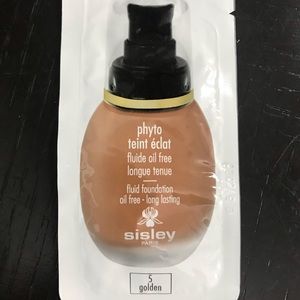 phyto
teint éclat
fluide oil free
longue tenue
fluid foundation
oil free - long lasting
sisley
PARIS
5
golden